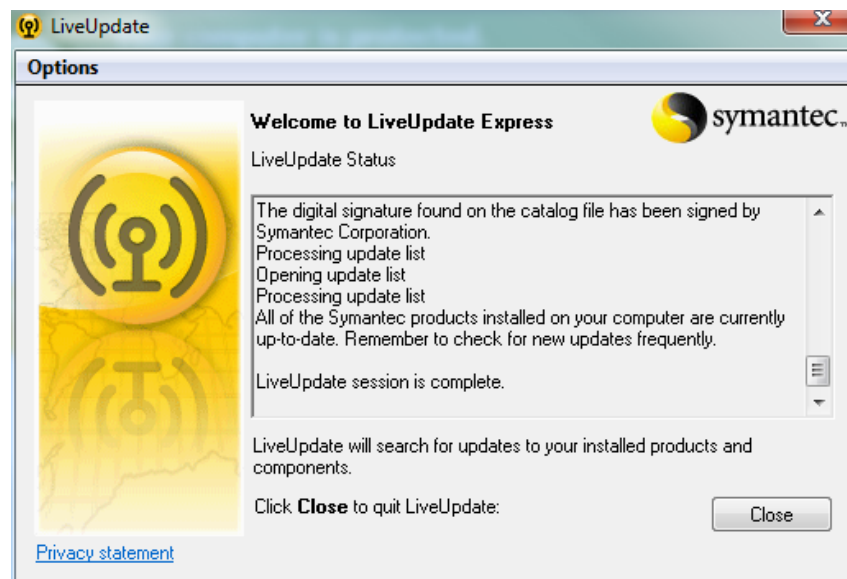 LiveUpdate
Options
Welcome to LiveUpdate Express
symantec™
LiveUpdate Status
The digital signature found on the catalog file has been signed by
Symantec Corporation.
Processing update list
Opening update list
Processing update list
All of the Symantec products installed on your computer are currently
up-to-date. Remember to check for new updates frequently.
LiveUpdate session is complete.
LiveUpdate will search for updates to your installed products and
components.
Click Close to quit LiveUpdate:
Close
Privacy statement